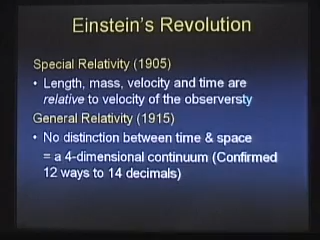 Einstein's Revolution
Special Relativity (1905)
• Length, mass, velocity and time are
relative to velocity of the observersty
General Relativity (1915)
• No distinction between time & space
= a 4-dimensional continuum (Confirmed
12 ways to 14 decimals)